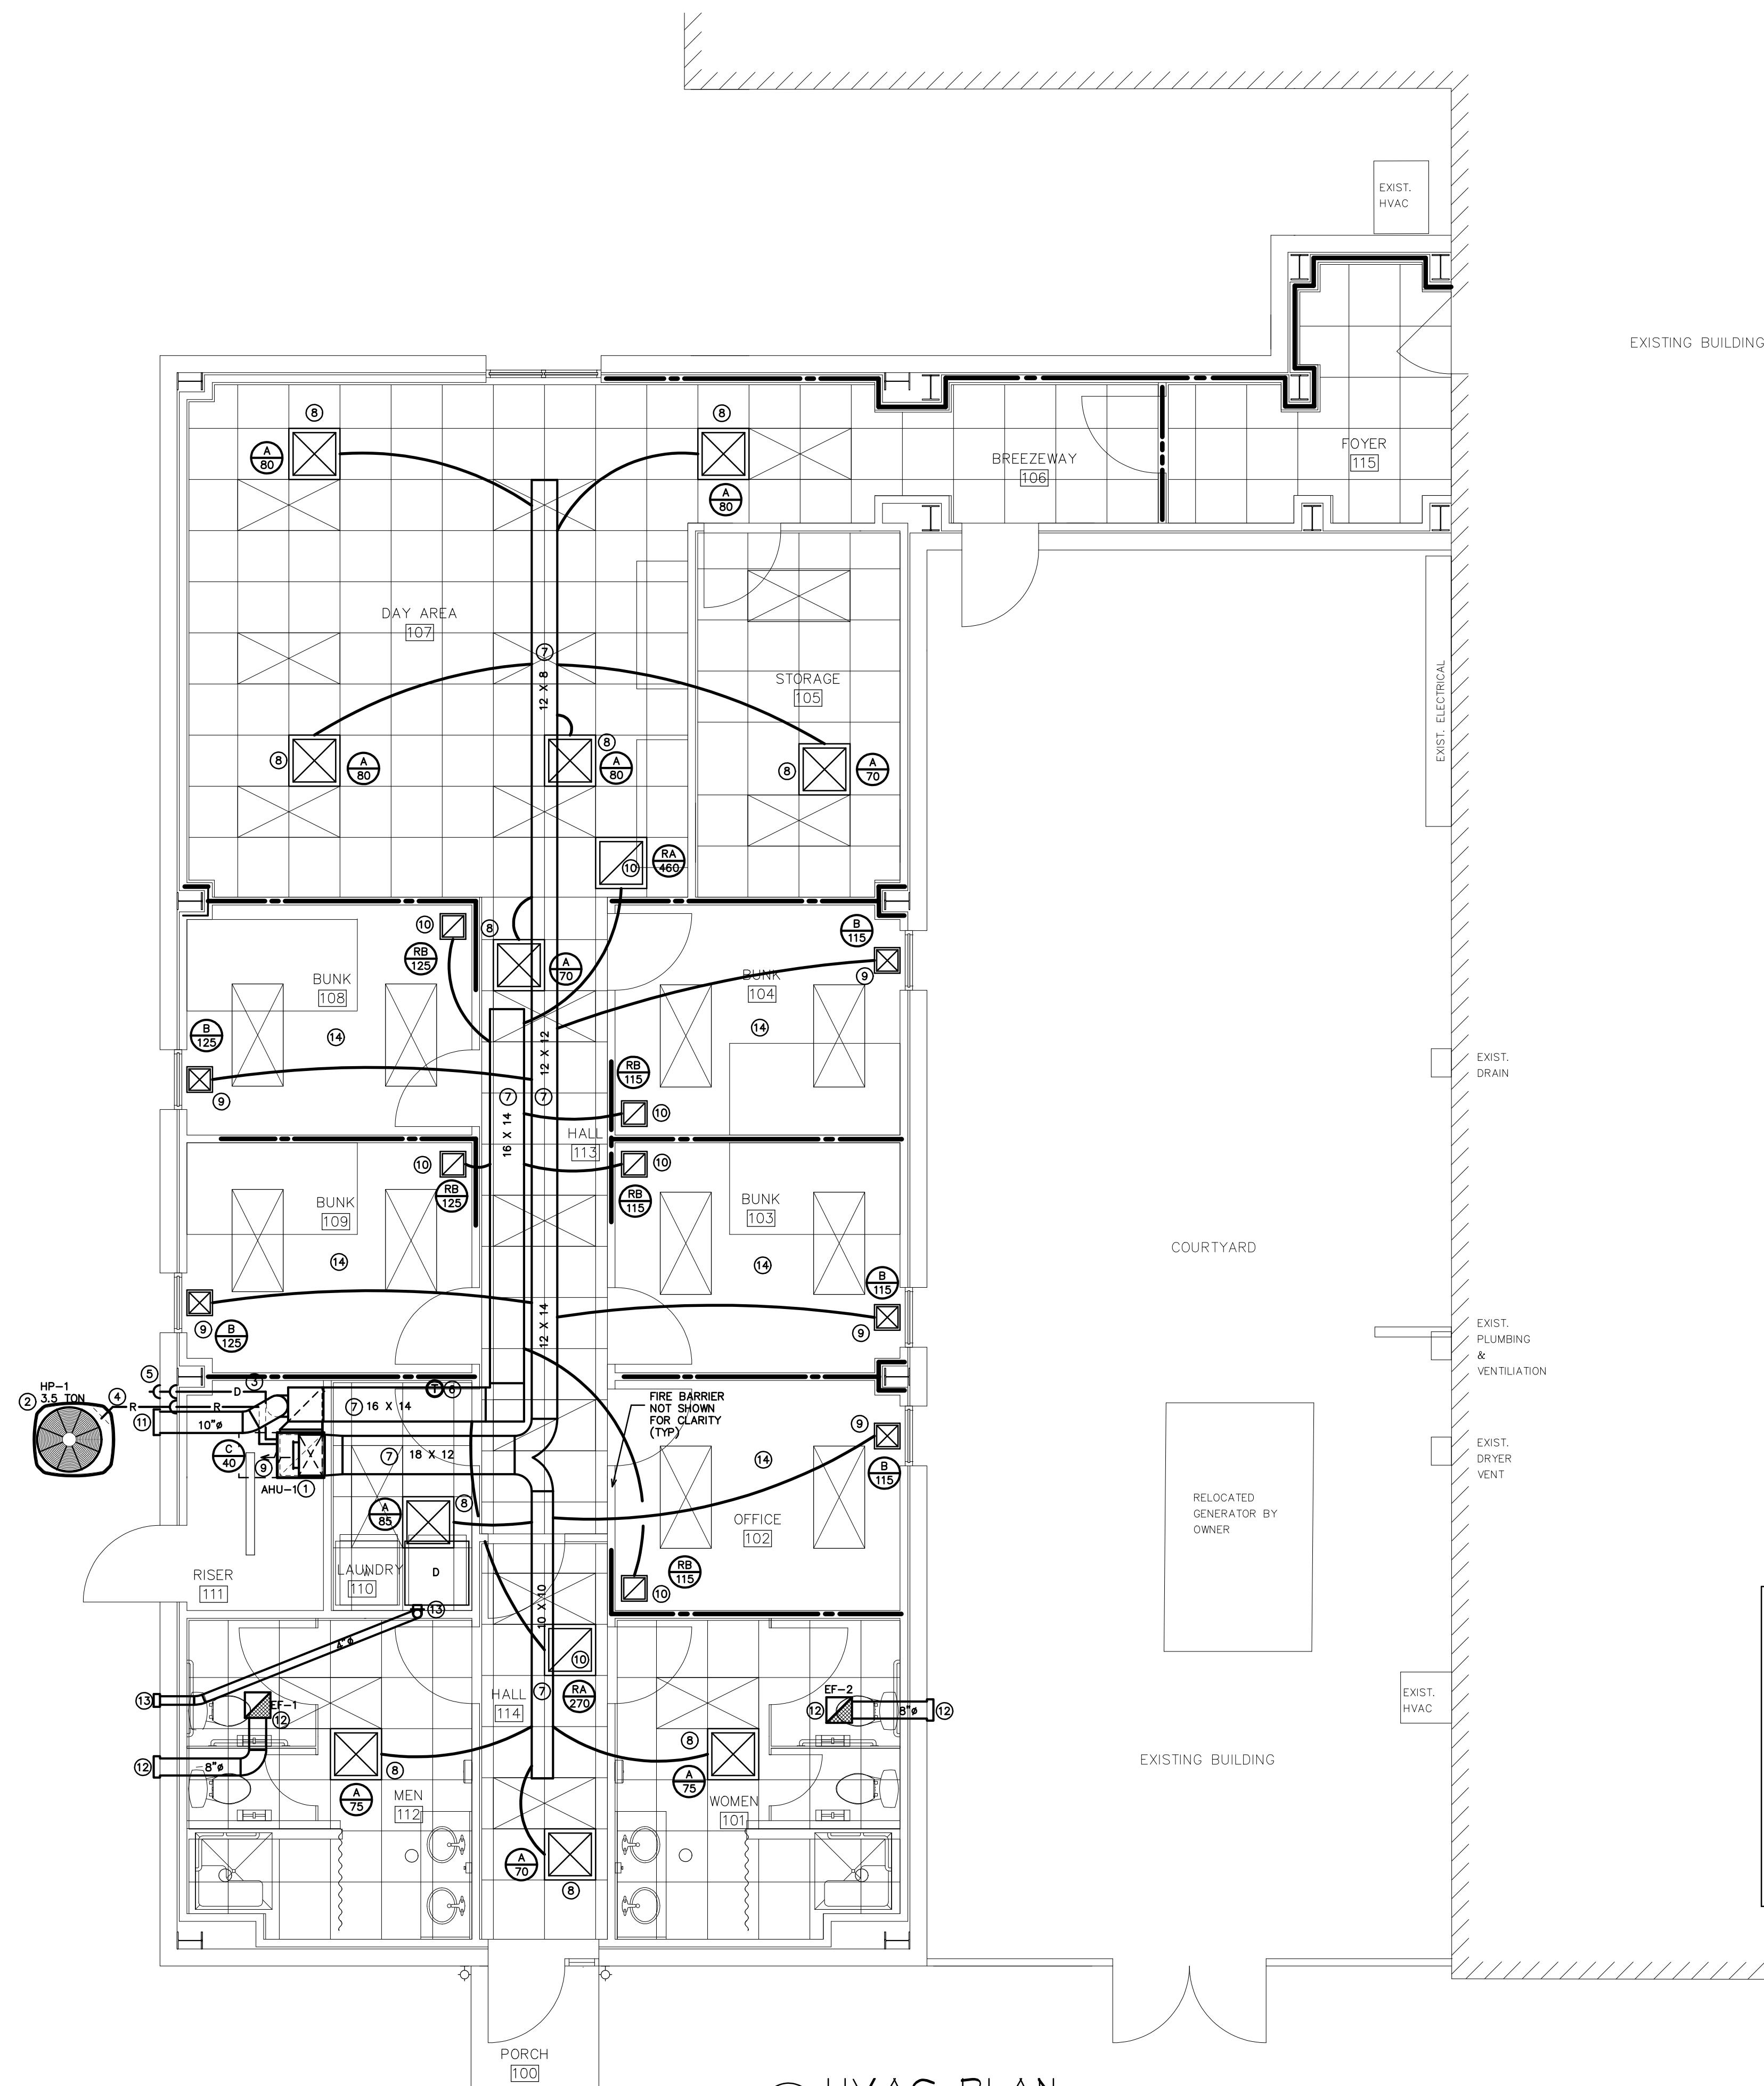 EXIST.
HVAC
EXISTING BUILDING
8
8
A
80
A
80
BREEZEWAY
106
FOYER
115
DAY AREA
107
7
12 X 8
STORAGE
105
EXIST. ELECTRICAL
8
A
80
8
A
80
8
A
70
10
RA
460
10
8
B
115
RB
125
A
70
9
BUNK
108
BUNK
104
B
125
14
14
12 X 12
EXIST.
DRAIN
RB
115
9
7
7
10
16 X 14
HALL
113
10
10
RB
125
RB
115
BUNK
109
BUNK
103
COURTYARD
14
14
B
115
9
B
125
12 X 14
9
EXIST.
PLUMBING
&
VENTILIATION
5
HP-1
3.5 TON
2
4
3
D
R
R
T
6
FIRE BARRIER
NOT SHOWN
FOR CLARITY
(TYP)
7
16 X 14
11
10"ø
9
C
40
9
7
18 X 12
14
B
115
EXIST.
DRYER
VENT
AHU-1
1
A
85
8
RELOCATED
GENERATOR BY
OWNER
OFFICE
102
RISER
111
LAUNDRY
110
D
RB
115
10
13
10 X 10
4"ø
10
13
EF-1
12
HALL
114
7
RA
270
EF-2
12
8"ø
12
EXIST.
HVAC
12
8"ø
8
8
EXISTING BUILDING
A
75
MEN
112
A
75
WOMEN
101
A
70
8
PORCH
100
HVAC PLAN